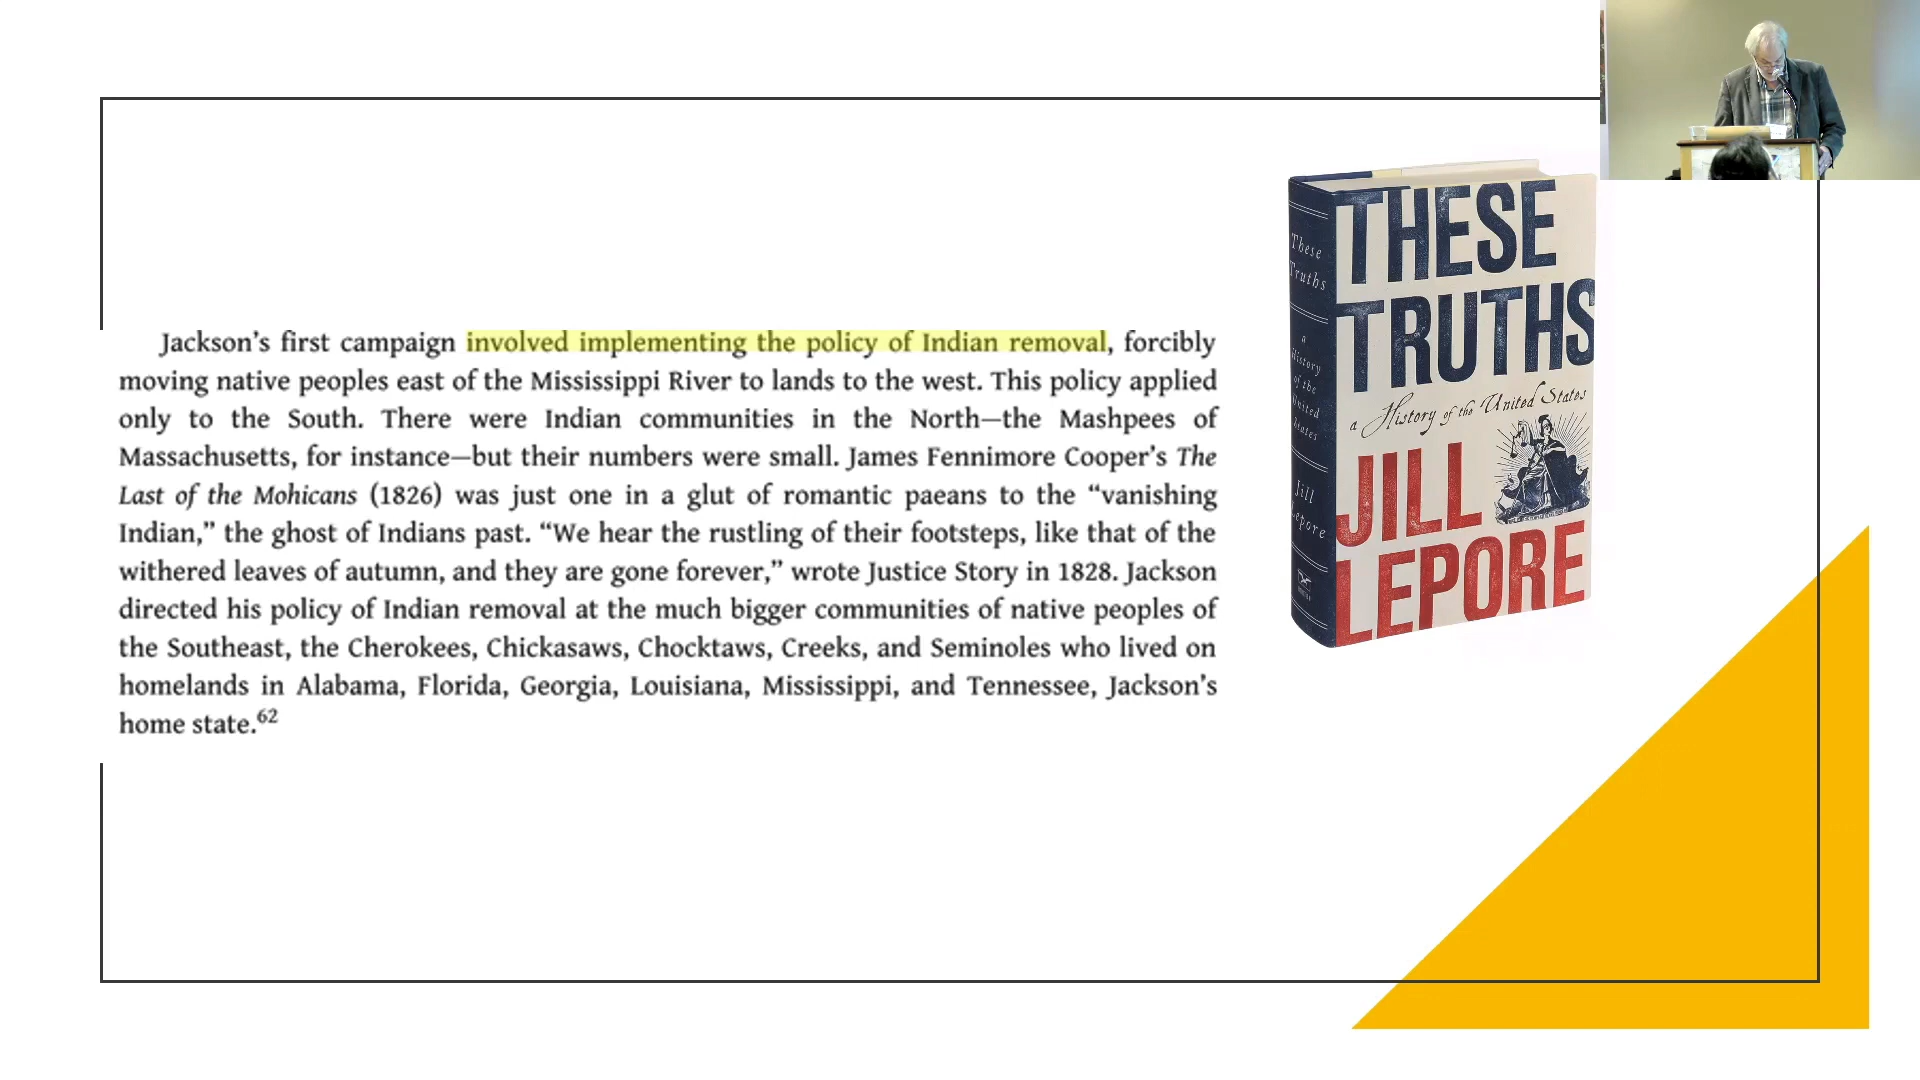 Jackson’s first campaign involved implementing the policy of Indian removal, forcibly
moving native peoples east of the Mississippi River to lands to the west. This policy applied
only to the South. There were Indian communities in the North—the Mashpees of
Massachusetts, for instance—but their numbers were small. James Fennimore Cooper’s The
Last of the Mohicans (1826) was just one in a glut of romantic paeans to the “vanishing
Indian,” the ghost of Indians past. “We hear the rustling of their footsteps, like that of the
withered leaves of autumn, and they are gone forever,” wrote Justice Story in 1828. Jackson
directed his policy of Indian removal at the much bigger communities of native peoples of
the Southeast, the Cherokees, Chickasaws, Chocktaws, Creeks, and Seminoles who lived on
homelands in Alabama, Florida, Georgia, Louisiana, Mississippi, and Tennessee, Jackson’s
home state.62
These
Truths
a
History
of the
United
States
Jill
Lepore
THESE
TRUTHS
a History of the United States
JILL
LEPORE